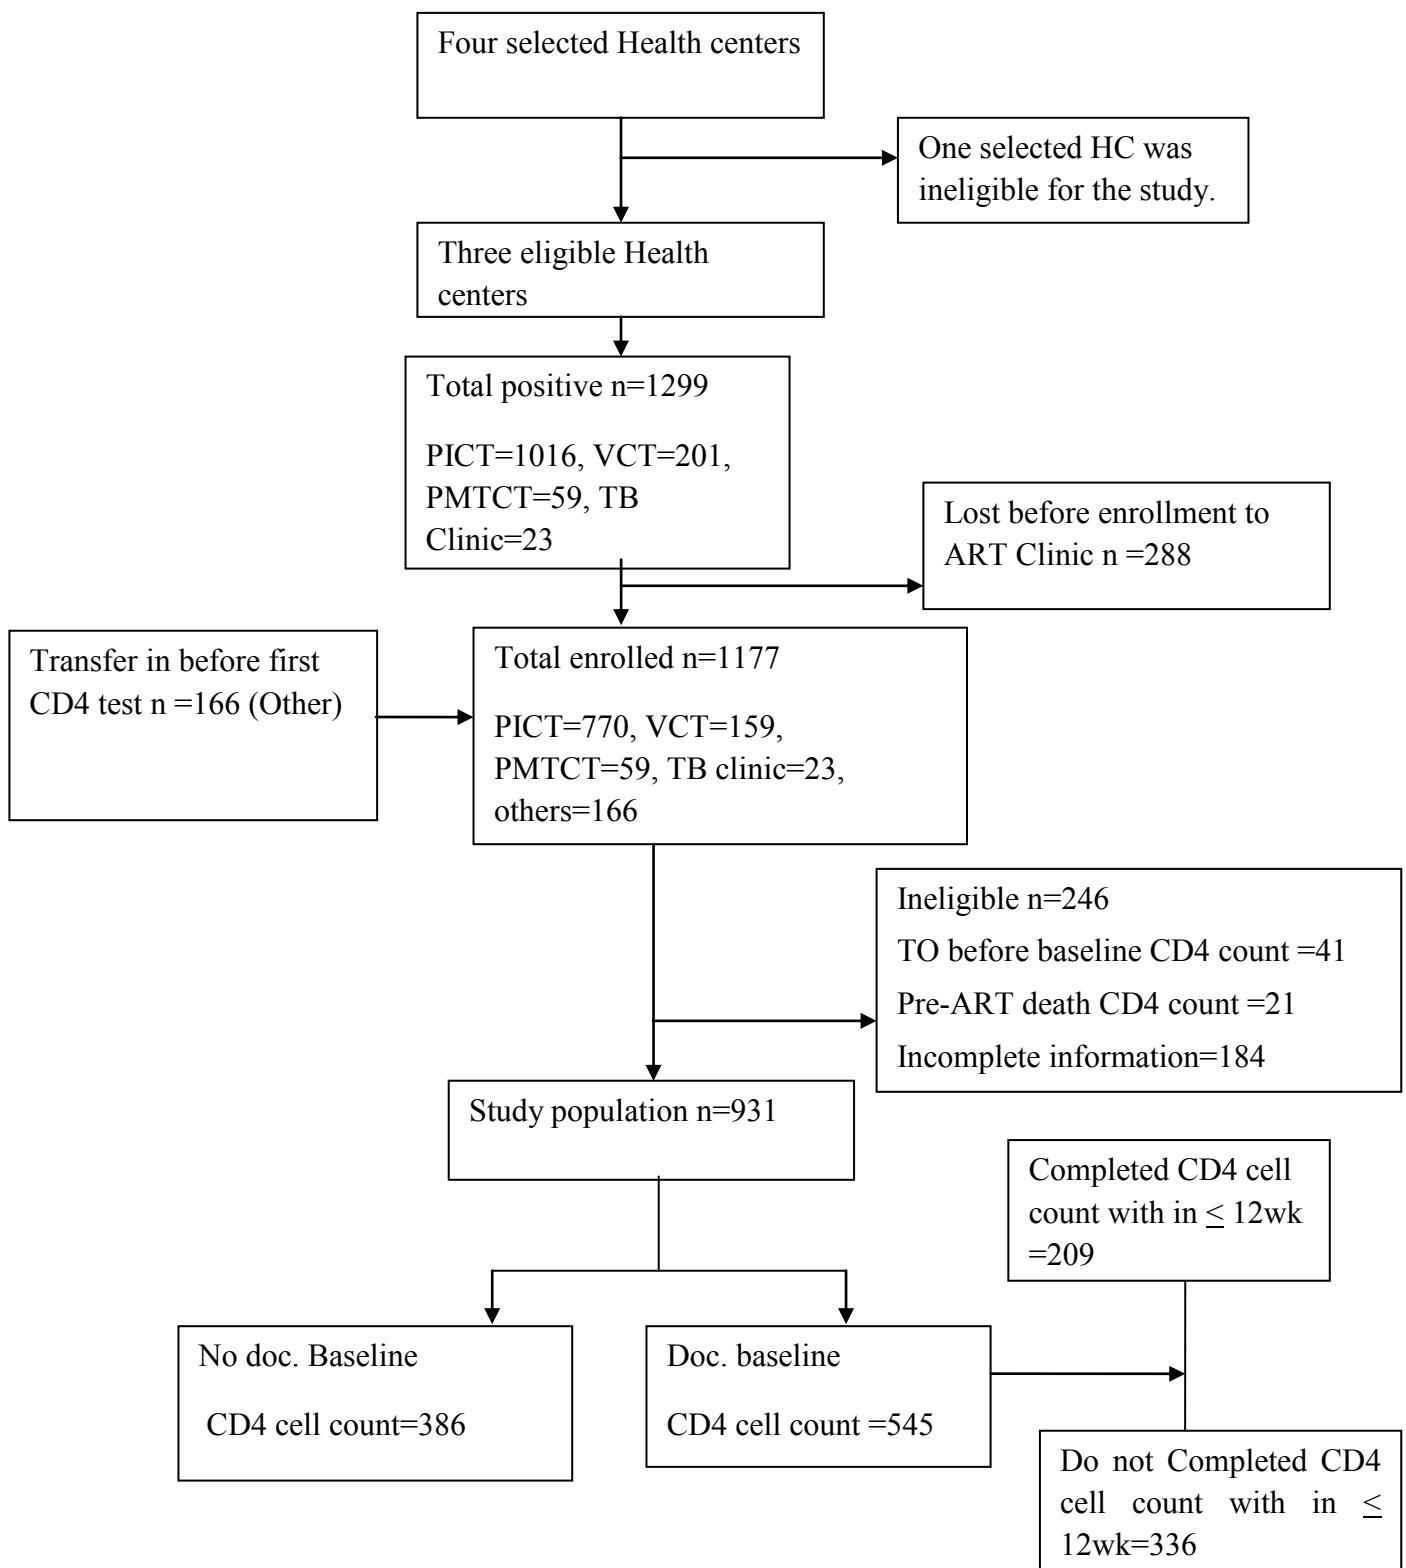 Four selected Health centers
One selected HC was
ineligible for the study.
Three eligible Health
centers
Total positive n=1299
PICT=1016, VCT=201,
PMTCT=59, TB
Clinic=23
Lost before enrollment to
ART Clinic n =288
Transfer in before first
CD4 test n =166 (Other)
Total enrolled n=1177
PICT=770, VCT=159,
PMTCT=59, TB clinic=23,
others=166
Ineligible n=246
TO before baseline CD4 count =41
Pre-ART death CD4 count =21
Incomplete information=184
Study population n=931
Completed CD4 cell
count with in ≤ 12wk
=209
No doc. Baseline
CD4 cell count=386
Doc. baseline
CD4 cell count =545
Do not Completed CD4
cell count with in ≤
12wk=336